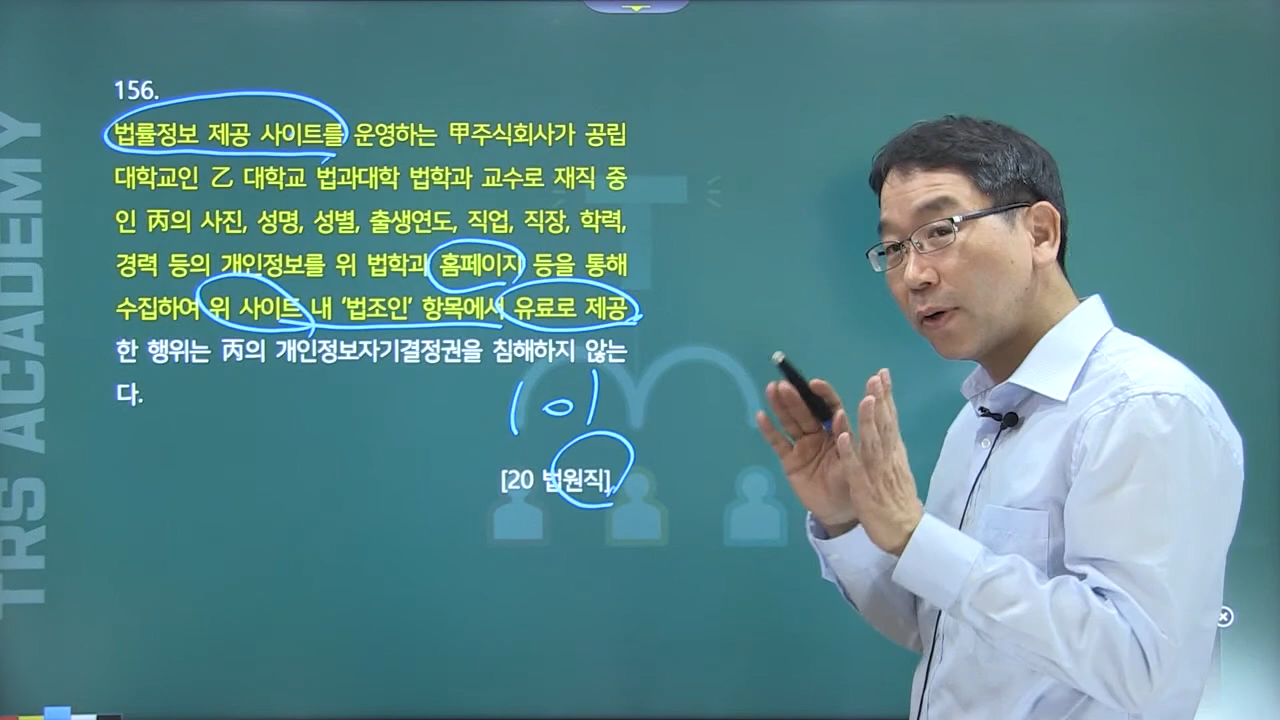 156.
법률정보 제공 사이트를 운영하는 甲주식회사가 공립
대학교인 乙 대학교 법과대학 법학과 교수로 재직 중
인 丙의 사진, 성명, 성별, 출생연도, 직업, 직장, 학력,
경력 등의 개인정보를 위 법학과 홈페이지 등을 통해
수집하여 위 사이트 내 ‘법조인’ 항목에서 유료로 제공
한 행위는 丙의 개인정보자기결정권을 침해하지 않는
다.
(o)
[20 법원직]
TRS ACADEMY